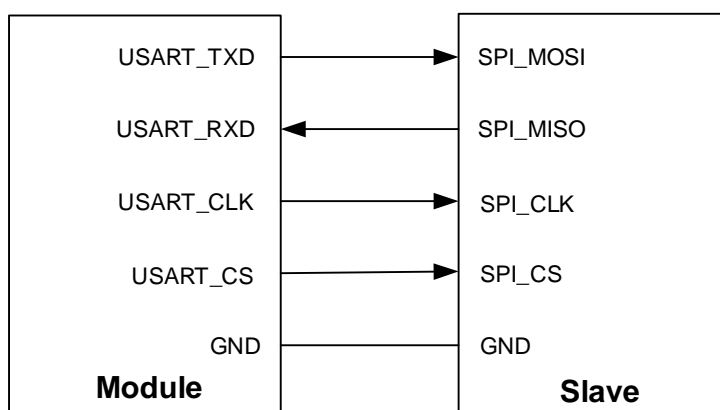 USART_TXD SPI_MOSI
USART_RXD SPI_MISO
USART_CLK SPI_CLK
USART_CS SPI_CS
GND GND
Module Slave